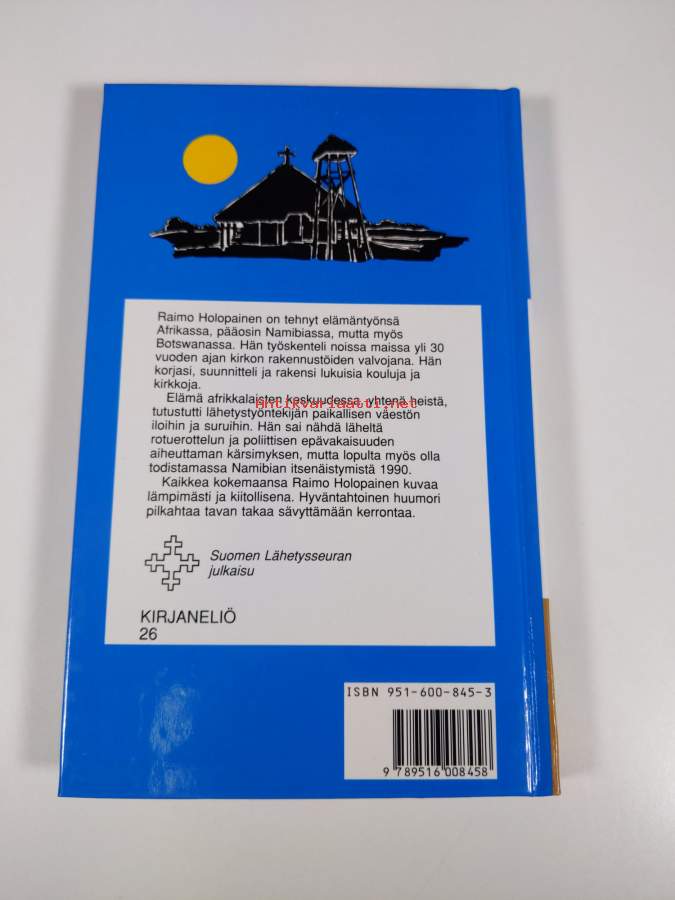 Raimo Holopainen on tehnyt elämäntyönsä
Afrikassa, pääosin Namibiassa, mutta myös
Botswanassa. Hän työskenteli noissa maissa yli 30
vuoden ajan kirkon rakennustöiden valvojana. Hän
korjasi, suunnitteli ja rakensi lukuisia kouluja ja
kirkkoja.
Elämä afrikkalaisten keskuudessa, yhtenä heistä,
Antikvariaatti.net
tutustutti lähetystyöntekijän paikallisen väestön
iloihin ja suruihin. Hän sai nähdä läheltä
rotuerottelun ja poliittisen epävakaisuuden
aiheuttaman kärsimyksen, mutta lopulta myös olla
todistamassa Namibian itsenäistymistä 1990.
Kaikkea kokemaansa Raimo Holopainen kuvaa
lämpimästi ja kiitollisena. Hyväntahtoinen huumori
pilkahtaa tavan takaa sävyttämään kerrontaa.
Suomen Lähetysseuran
julkaisu
KIRJANELIÖ
26
ISBN 951-600-845-3
9 789516 008458